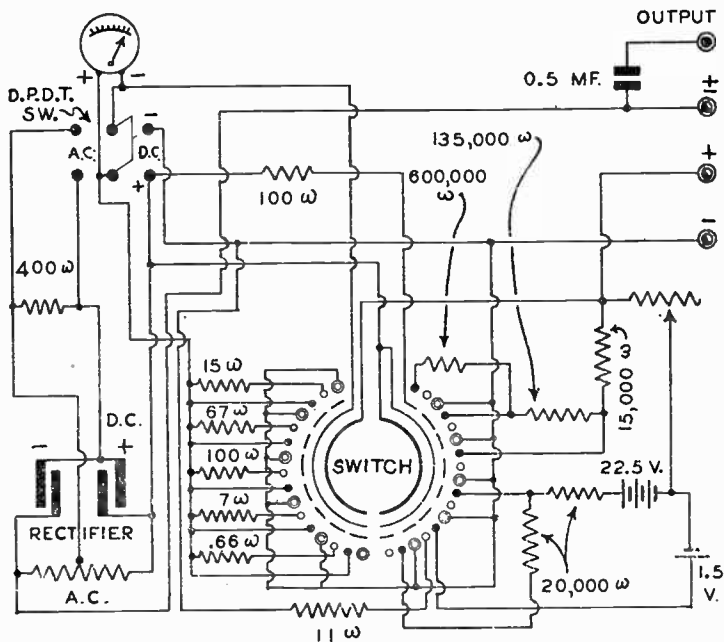 OUTPUT
+
-
D.P.D.T.
SW.
A.C.
-
D.C.
+
0.5 MF.
+
-
135,000 ω
600,000
ω
100 ω
+
-
400 ω
15 ω
67 ω
100 ω
7 ω
.66 ω
11 ω
SWITCH
15,000 ω
22.5 V.
20,000 ω
1.5
V.
D.C.
-
+
RECTIFIER
A.C.